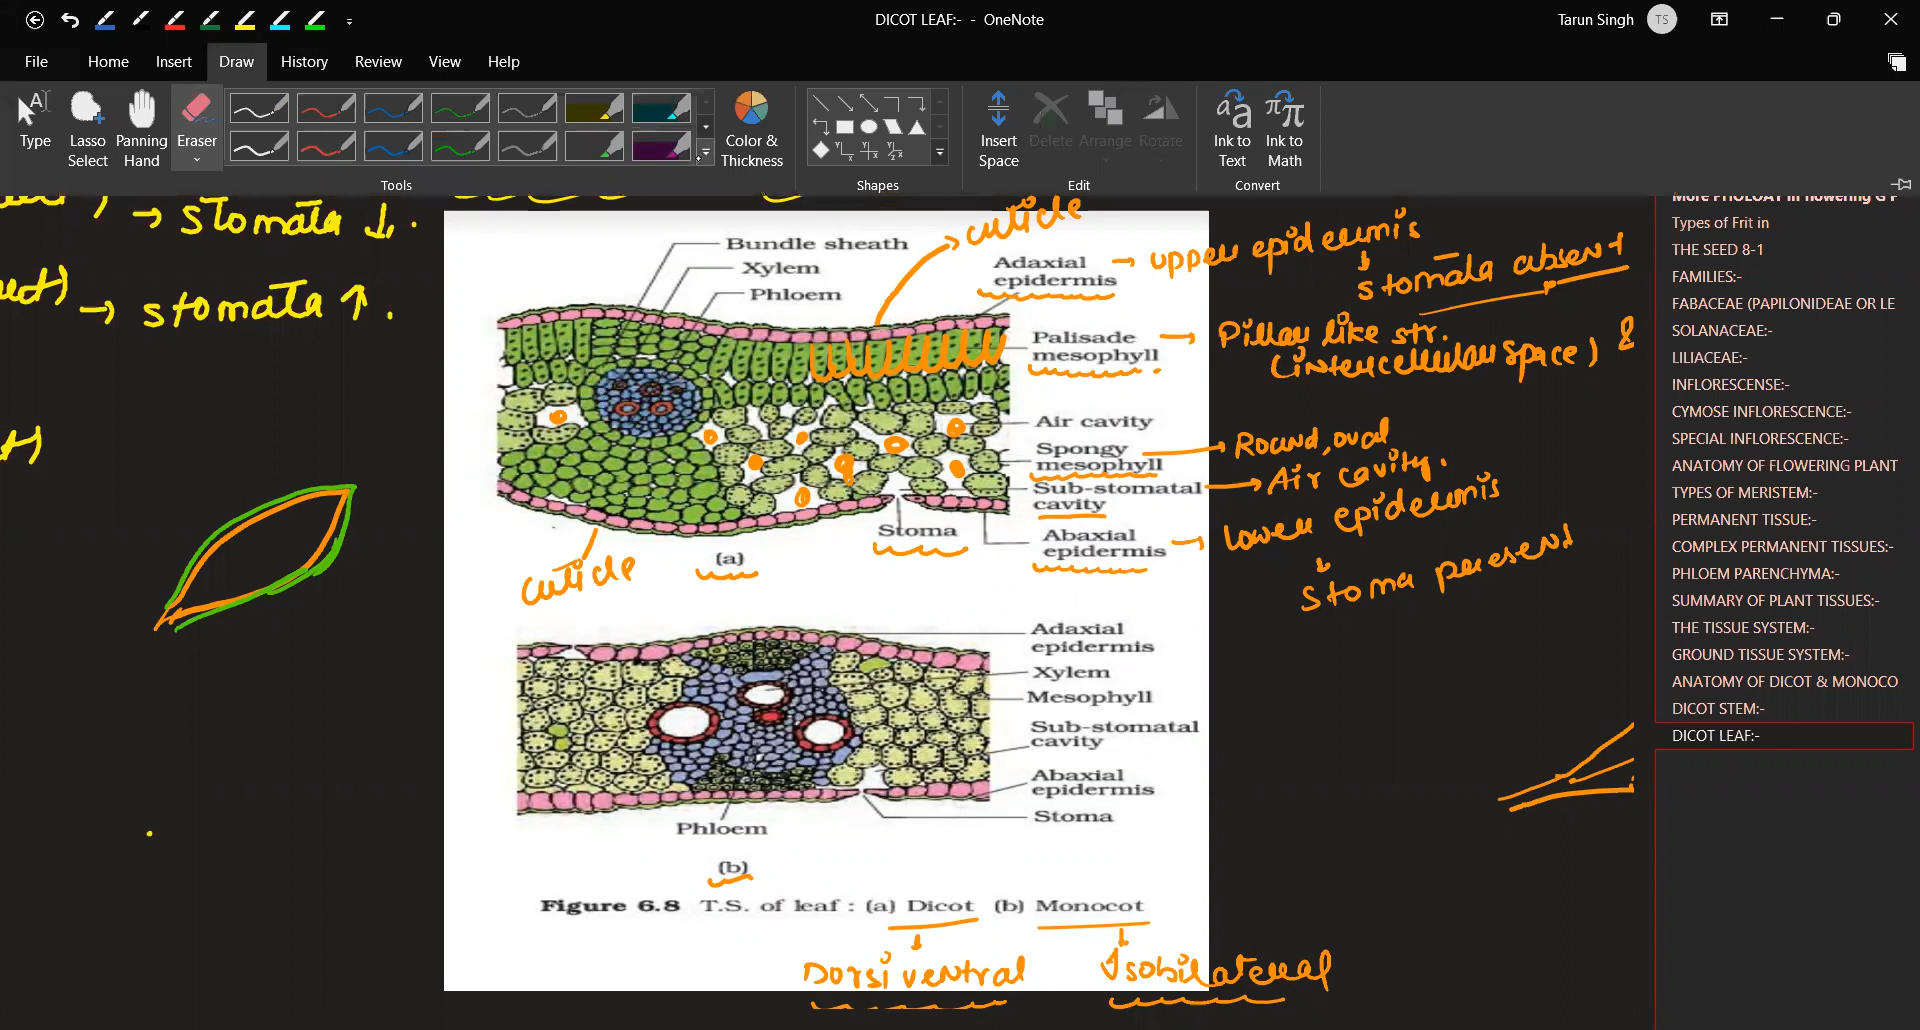 DICOT LEAF:- - OneNote
Tarun Singh
TS
File Home Insert Draw History Review View Help
Type
Lasso Select
Panning Hand
Eraser
Color & Thickness
Insert Space
Delete
Arrange
Rotate
Ink to Text
Ink to Math
Tools
Shapes
Edit
Convert
→ stomata ↓.
→ stomata ↑.
Bundle sheath
Xylem
Phloem
cuticle
Adaxial
epidermis
→ upper epidermis
stomata absent
Palisade
mesophyll
→ Pillar like str.
(intercellular space) &
Air cavity
Spongy
mesophyll
→ Round, oval
Sub-stomatal
cavity
→ Air cavity.
Stoma
Abaxial
epidermis
→ lower epidermis
stoma present
cuticle
(a)
Adaxial
epidermis
Xylem
Mesophyll
Sub-stomatal
cavity
Abaxial
epidermis
Stoma
Phloem
(b)
Figure 6.8 T.S. of leaf : (a) Dicot (b) Monocot
Dorsiventral
Isobilateral
Types of Frit in
THE SEED 8-1
FAMILIES:-
FABACEAE (PAPILONIDEAE OR LE
SOLANACEAE:-
LILIACEAE:-
INFLORESCENSE:-
CYMOSE INFLORESCENCE:-
SPECIAL INFLORESCENCE:-
ANATOMY OF FLOWERING PLANT
TYPES OF MERISTEM:-
PERMANENT TISSUE:-
COMPLEX PERMANENT TISSUES:-
PHLOEM PARENCHYMA:-
SUMMARY OF PLANT TISSUES:-
THE TISSUE SYSTEM:-
GROUND TISSUE SYSTEM:-
ANATOMY OF DICOT & MONOCO
DICOT STEM:-
DICOT LEAF:-